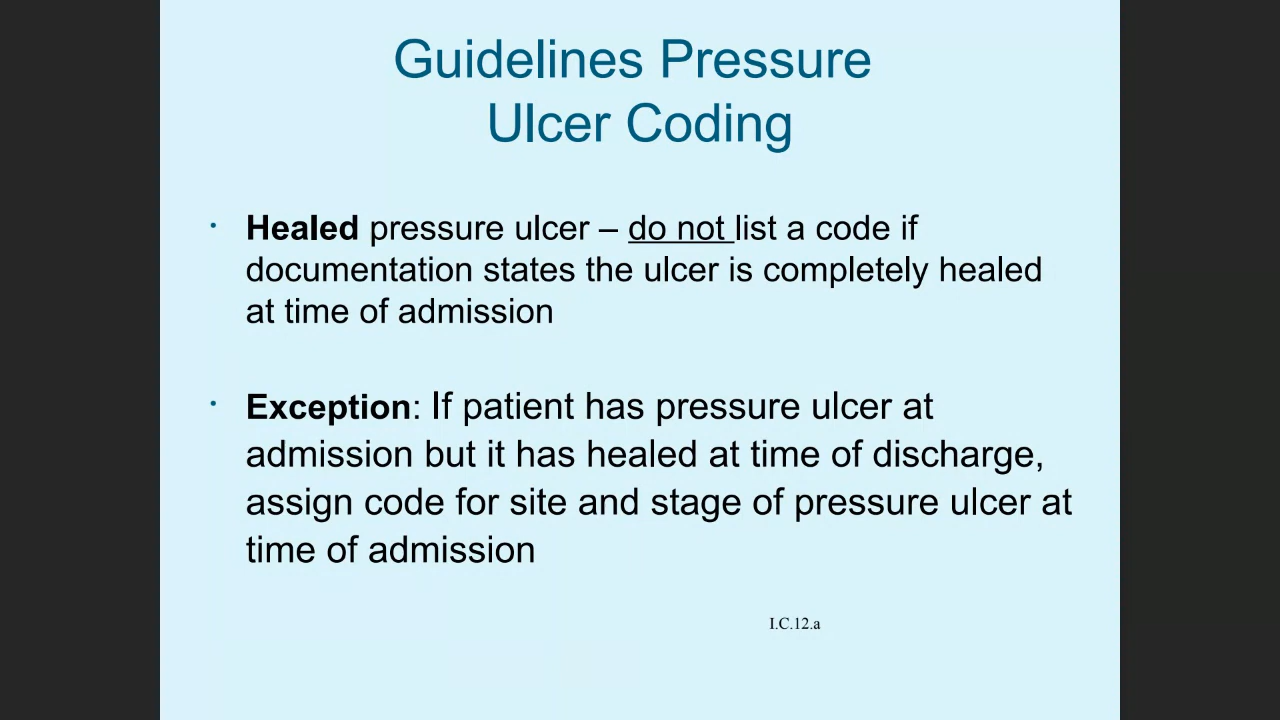 Guidelines Pressure
Ulcer Coding
• Healed pressure ulcer – do not list a code if
documentation states the ulcer is completely healed
at time of admission
• Exception: If patient has pressure ulcer at
admission but it has healed at time of discharge,
assign code for site and stage of pressure ulcer at
time of admission
I.C.12.a